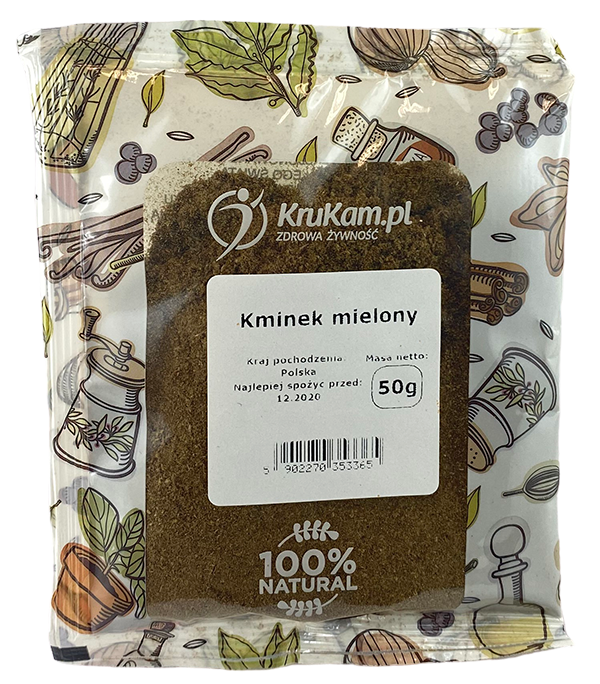 KruKam.pl
ZDROWA ŻYWNOŚĆ
Kminek mielony
Kraj pochodzenia:
Polska
Najlepiej spożyć przed:
12.2020
Masa netto:
50g
5 902270 353365
100%
NATURAL